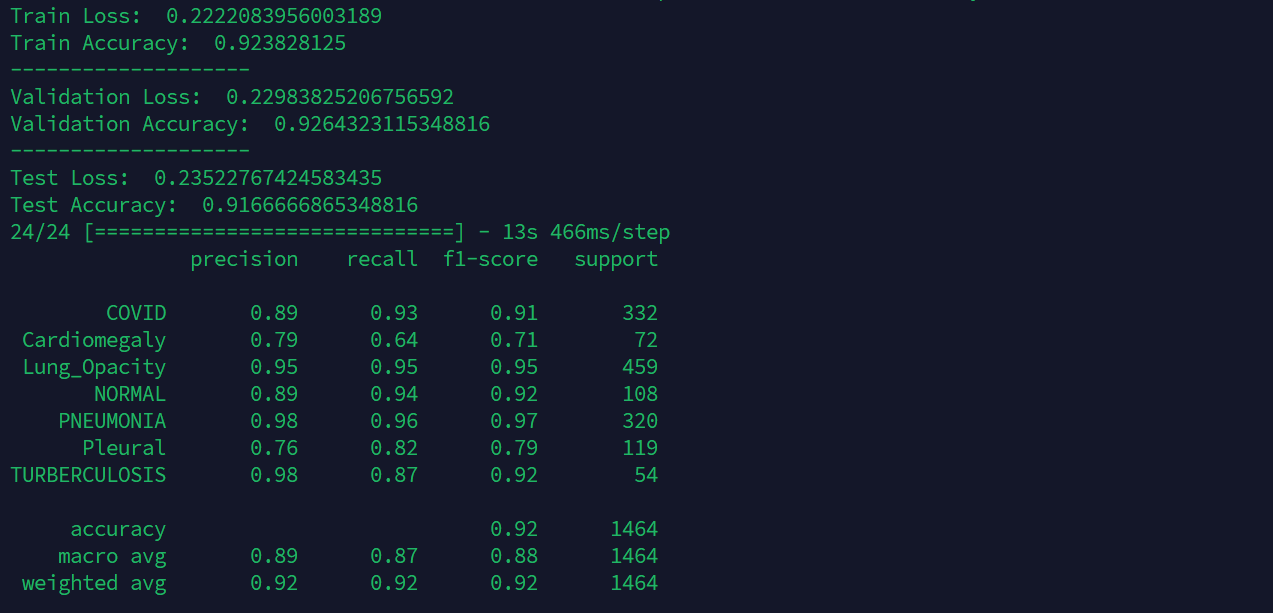 Train Loss:  0.2222083956003189
Train Accuracy:  0.923828125
--------------------
Validation Loss:  0.22983825206756592
Validation Accuracy:  0.9264323115348816
--------------------
Test Loss:  0.23522767424583435
Test Accuracy:  0.9166666865348816
24/24 [==============================] - 13s 466ms/step
               precision    recall  f1-score   support

        COVID       0.89      0.93      0.91       332
 Cardiomegaly       0.79      0.64      0.71        72
 Lung_Opacity       0.95      0.95      0.95       459
       NORMAL       0.89      0.94      0.92       108
    PNEUMONIA       0.98      0.96      0.97       320
      Pleural       0.76      0.82      0.79       119
TURBERCULOSIS       0.98      0.87      0.92        54

     accuracy                           0.92      1464
    macro avg       0.89      0.87      0.88      1464
 weighted avg       0.92      0.92      0.92      1464